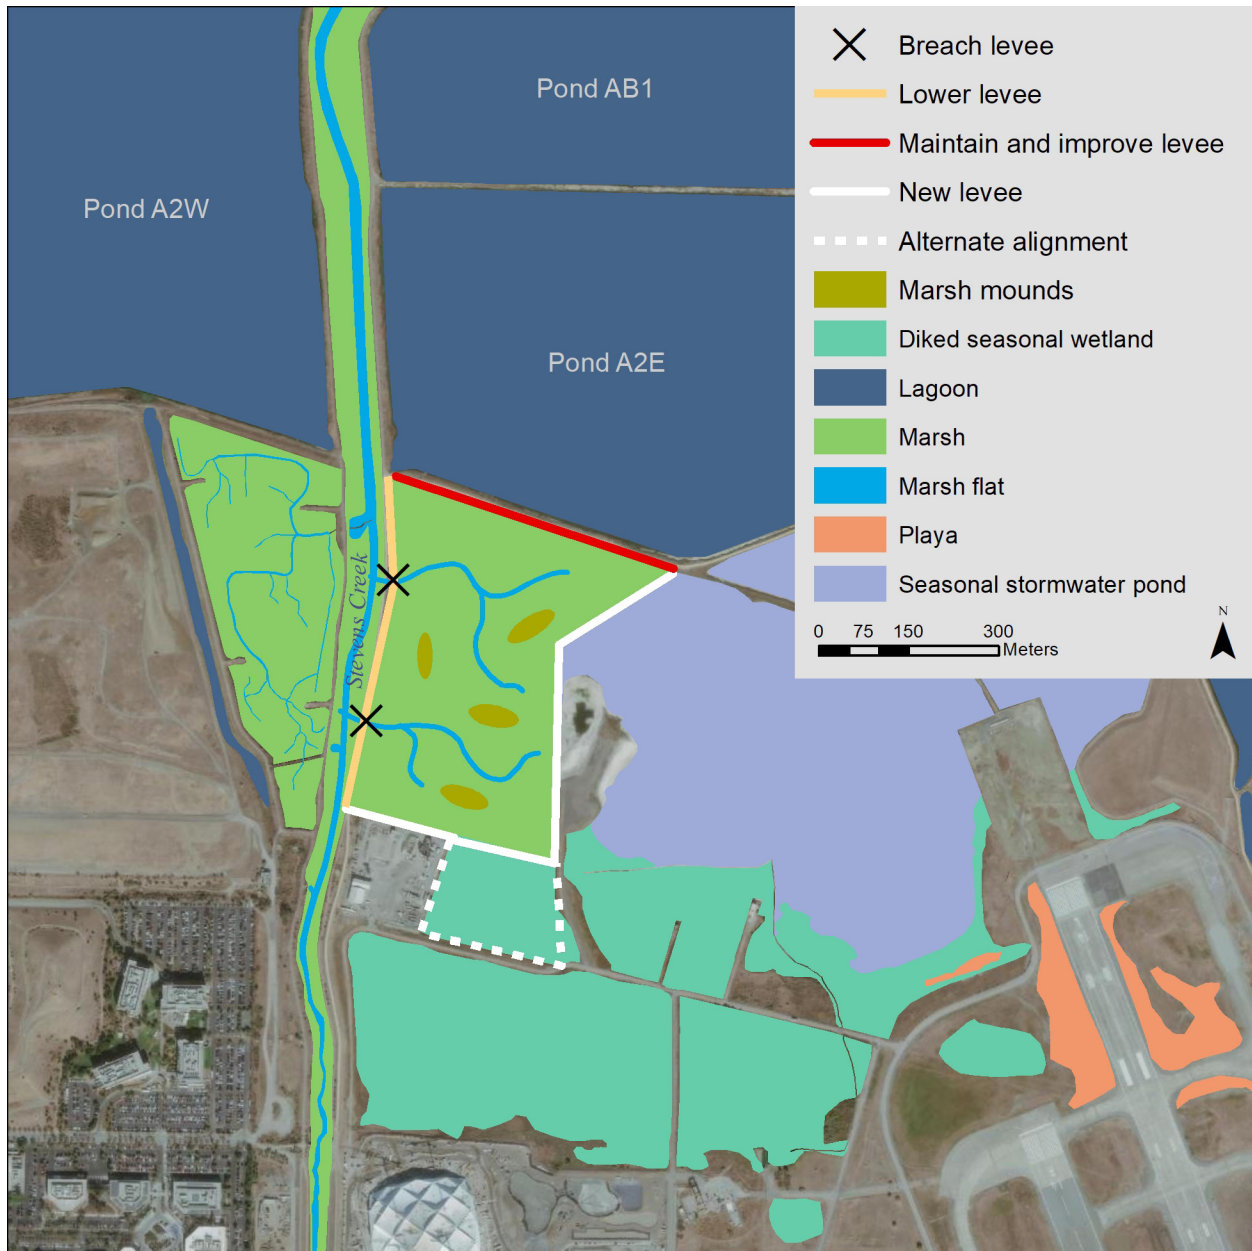 Pond AB1
Pond A2W
Pond A2E
Stevens Creek
Breach levee
Lower levee
Maintain and improve levee
New levee
Alternate alignment
Marsh mounds
Diked seasonal wetland
Lagoon
Marsh
Marsh flat
Playa
Seasonal stormwater pond
N
0 75 150 300
Meters